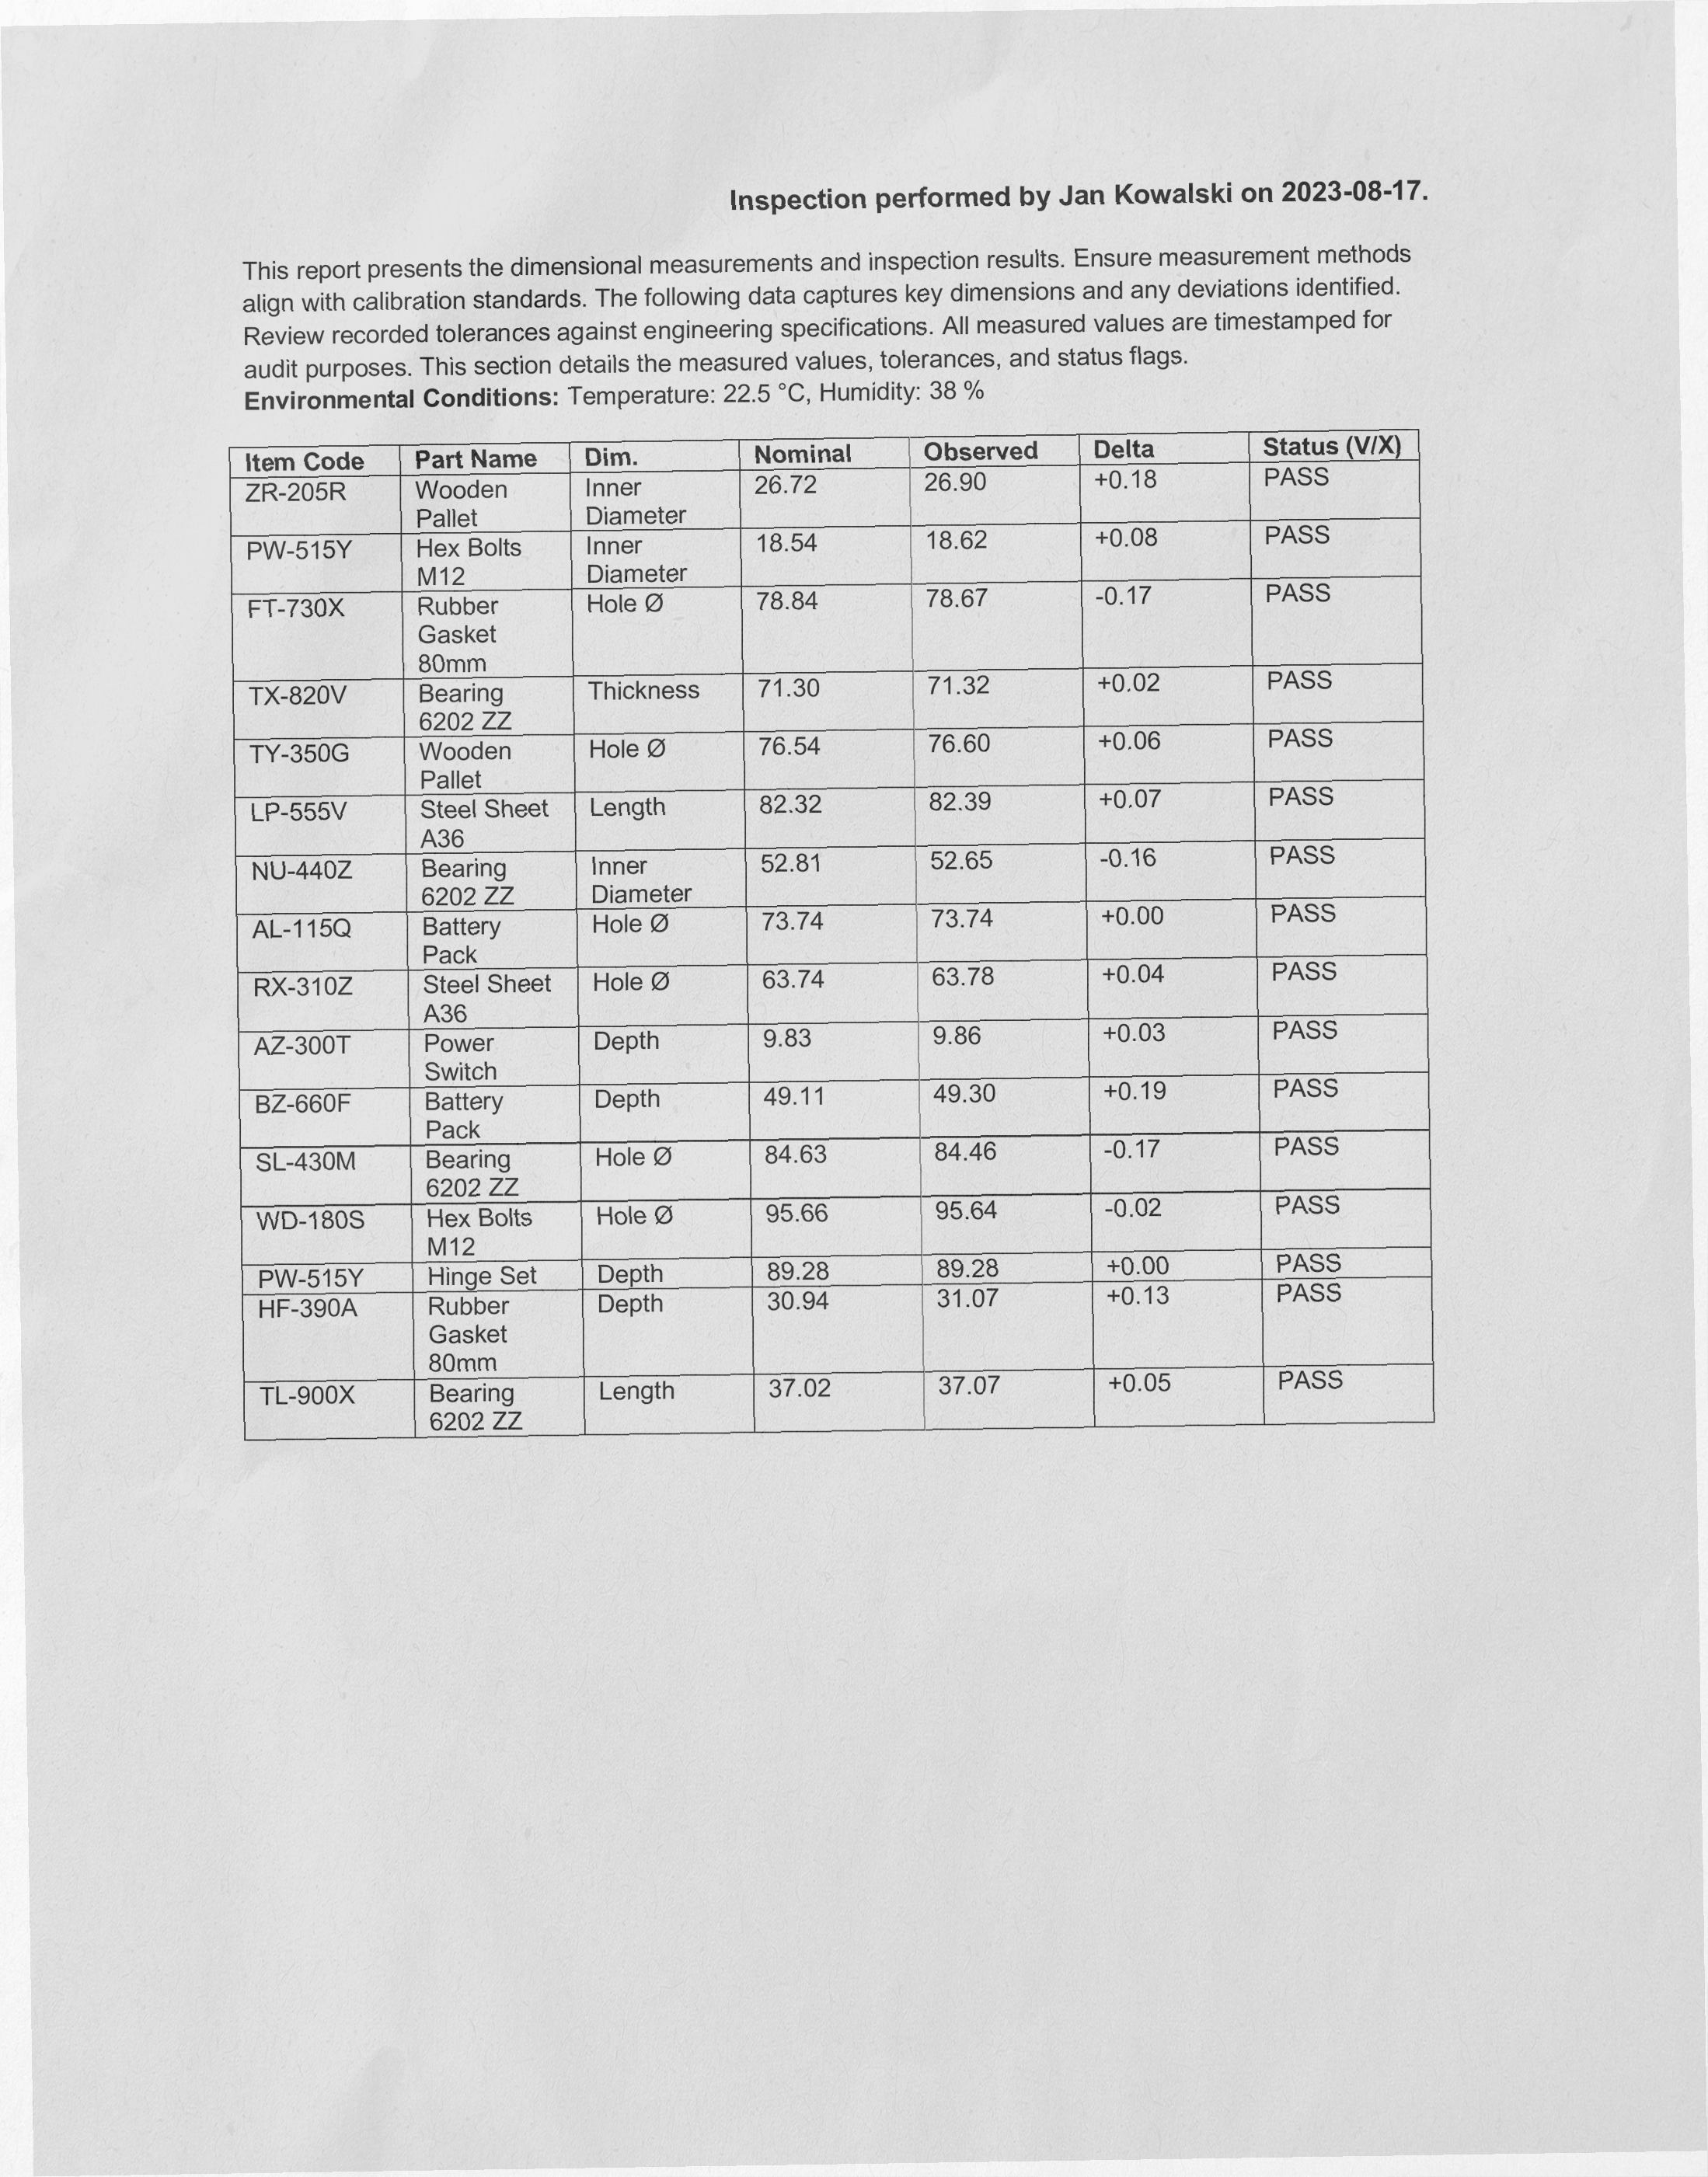 Inspection performed by Jan Kowalski on 2023-08-17.
This report presents the dimensional measurements and inspection results. Ensure measurement methods
align with calibration standards. The following data captures key dimensions and any deviations identified.
Review recorded tolerances against engineering specifications. All measured values are timestamped for
audit purposes. This section details the measured values, tolerances, and status flags.
Environmental Conditions: Temperature: 22.5 °C, Humidity: 38 %
Item Code Part Name Dim. Nominal Observed Delta Status (V/X)
ZR-205R Wooden Inner 26.72 26.90 +0.18 PASS
Pallet Diameter
PW-515Y Hex Bolts Inner 18.54 18.62 +0.08 PASS
M12 Diameter
FT-730X Rubber Hole Ø 78.84 78.67 -0.17 PASS
Gasket
80mm
TX-820V Bearing Thickness 71.30 71.32 +0.02 PASS
6202 ZZ
TY-350G Wooden Hole Ø 76.54 76.60 +0.06 PASS
Pallet
LP-555V Steel Sheet Length 82.32 82.39 +0.07 PASS
A36
NU-440Z Bearing Inner 52.81 52.65 -0.16 PASS
6202 ZZ Diameter
AL-115Q Battery Hole Ø 73.74 73.74 +0.00 PASS
Pack
RX-310Z Steel Sheet Hole Ø 63.74 63.78 +0.04 PASS
A36
AZ-300T Power Depth 9.83 9.86 +0.03 PASS
Switch
BZ-660F Battery Depth 49.11 49.30 +0.19 PASS
Pack
SL-430M Bearing Hole Ø 84.63 84.46 -0.17 PASS
6202 ZZ
WD-180S Hex Bolts Hole Ø 95.66 95.64 -0.02 PASS
M12
PW-515Y Hinge Set Depth 89.28 89.28 +0.00 PASS
HF-390A Rubber Depth 30.94 31.07 +0.13 PASS
Gasket
80mm
TL-900X Bearing Length 37.02 37.07 +0.05 PASS
6202 ZZ